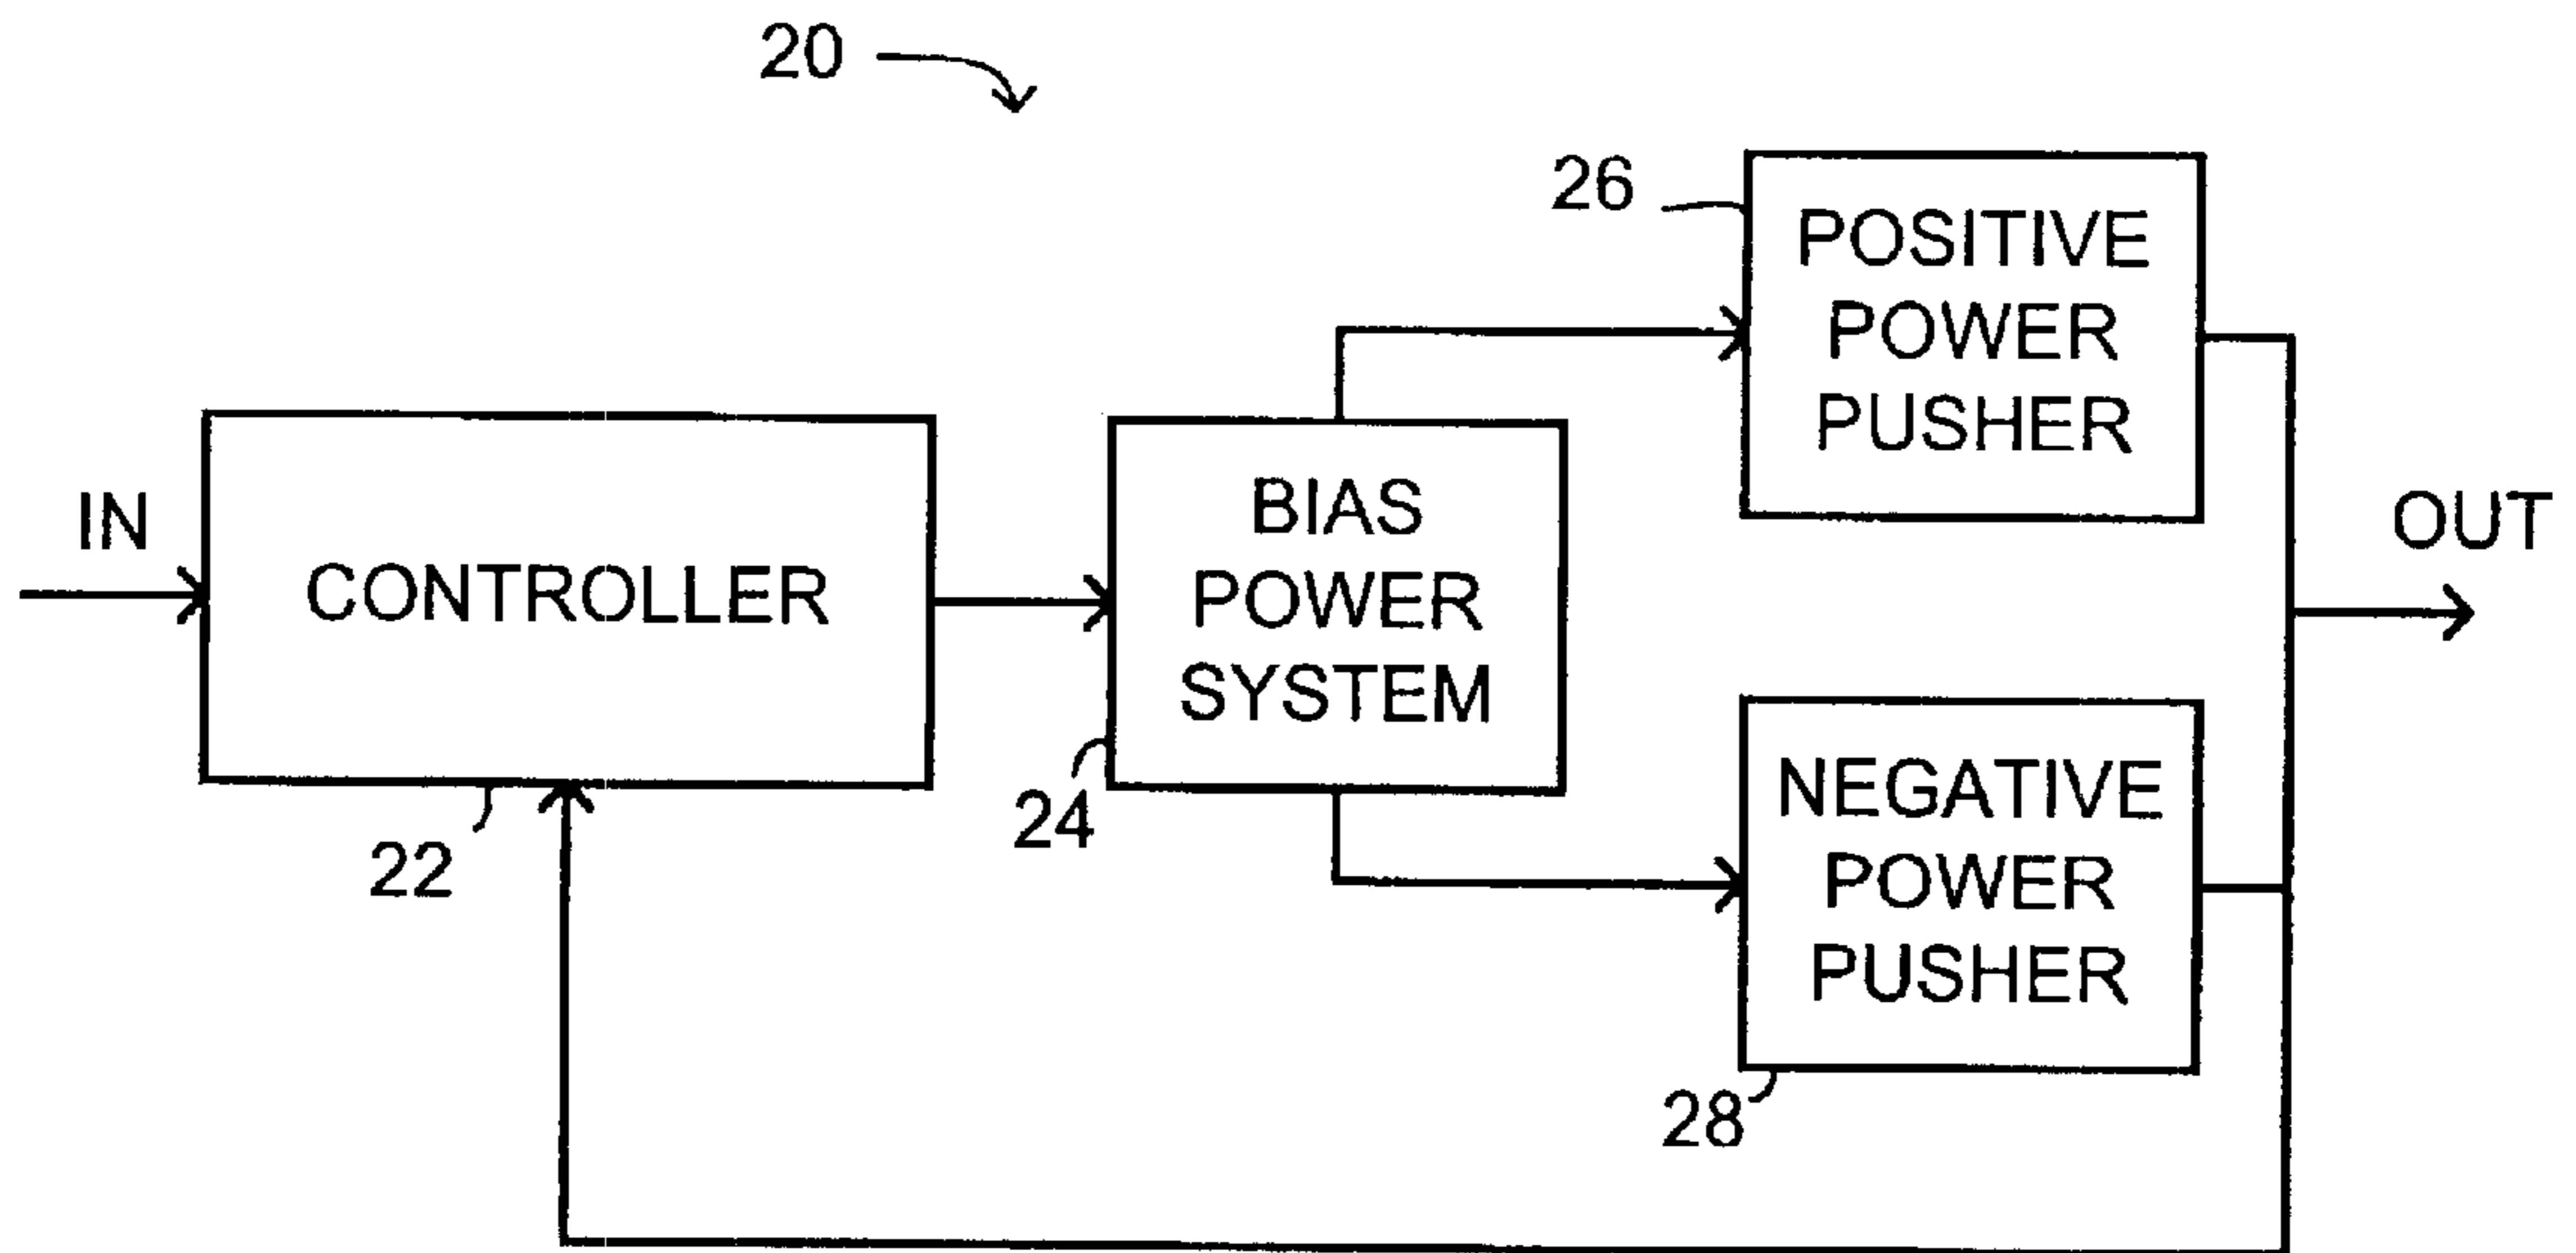 20
26
POSITIVE
POWER
PUSHER
IN
CONTROLLER
BIAS
POWER
SYSTEM
OUT
22
24
NEGATIVE
POWER
PUSHER
28